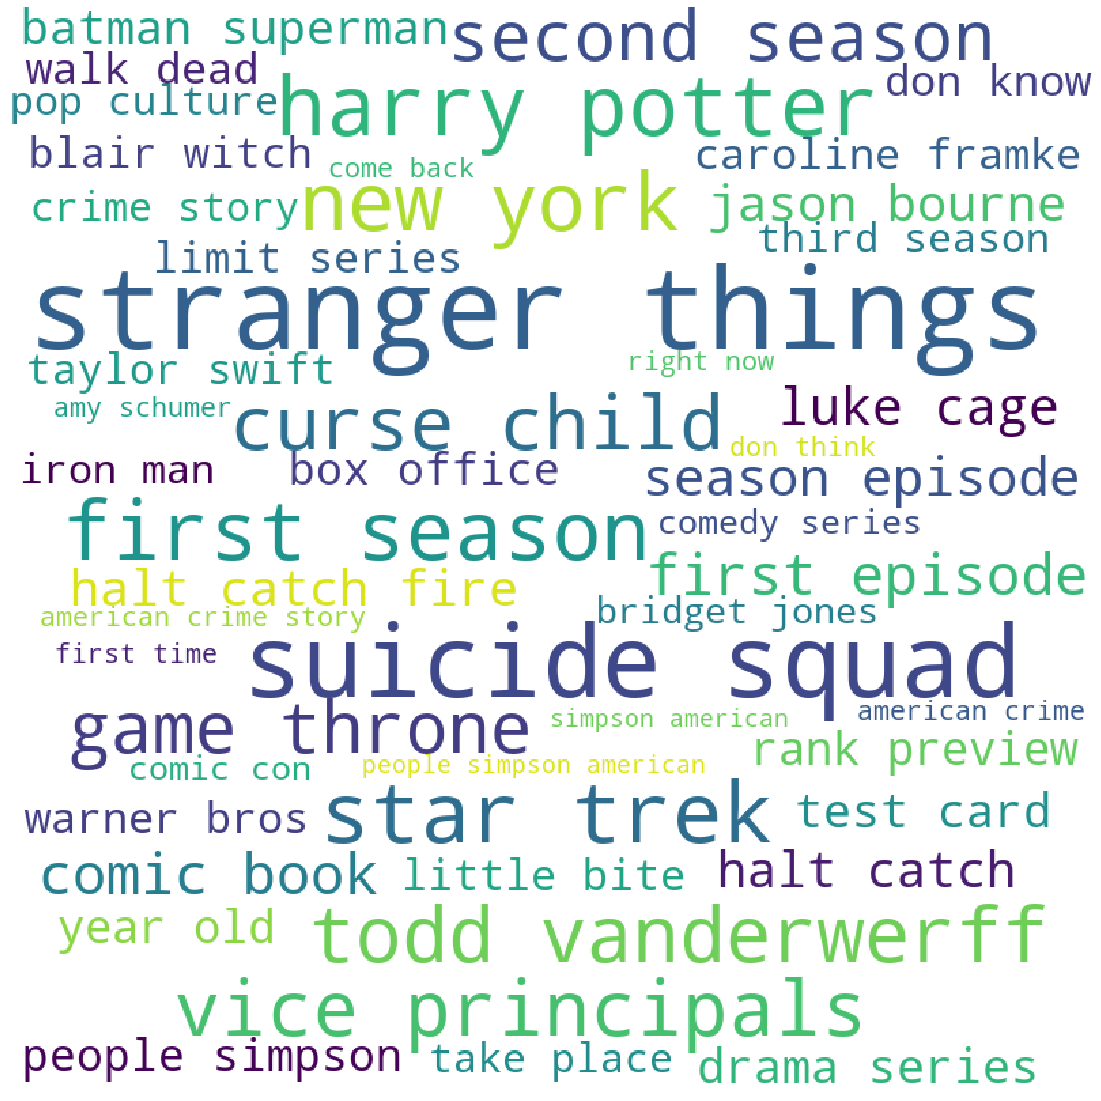 batman superman
second season
walk dead
harry potter
don know
pop culture
blair witch
come back
caroline framke
crime story
new york
jason bourne
third season
limit series
stranger things
taylor swift
right now
amy schumer
curse child
luke cage
don think
iron man
box office
season episode
first season
comedy series
halt catch fire
first episode
american crime story
bridget jones
first time
suicide squad
game throne
simpson american
american crime
rank preview
comic con
people simpson american
warner bros
star trek
test card
comic book
little bite
halt catch
year old
todd vanderwerff
vice principals
people simpson
take place
drama series